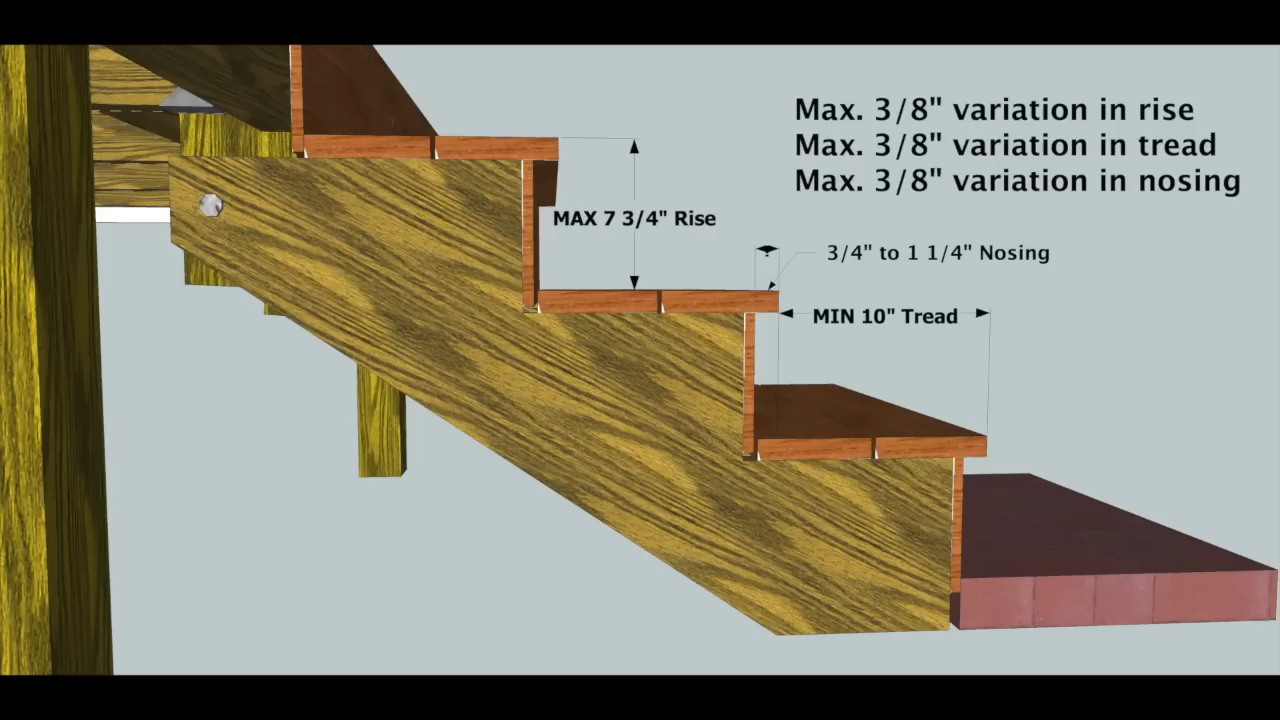 Max. 3/8" variation in rise
Max. 3/8" variation in tread
Max. 3/8" variation in nosing
MAX 7 3/4" Rise
3/4" to 1 1/4" Nosing
MIN 10" Tread